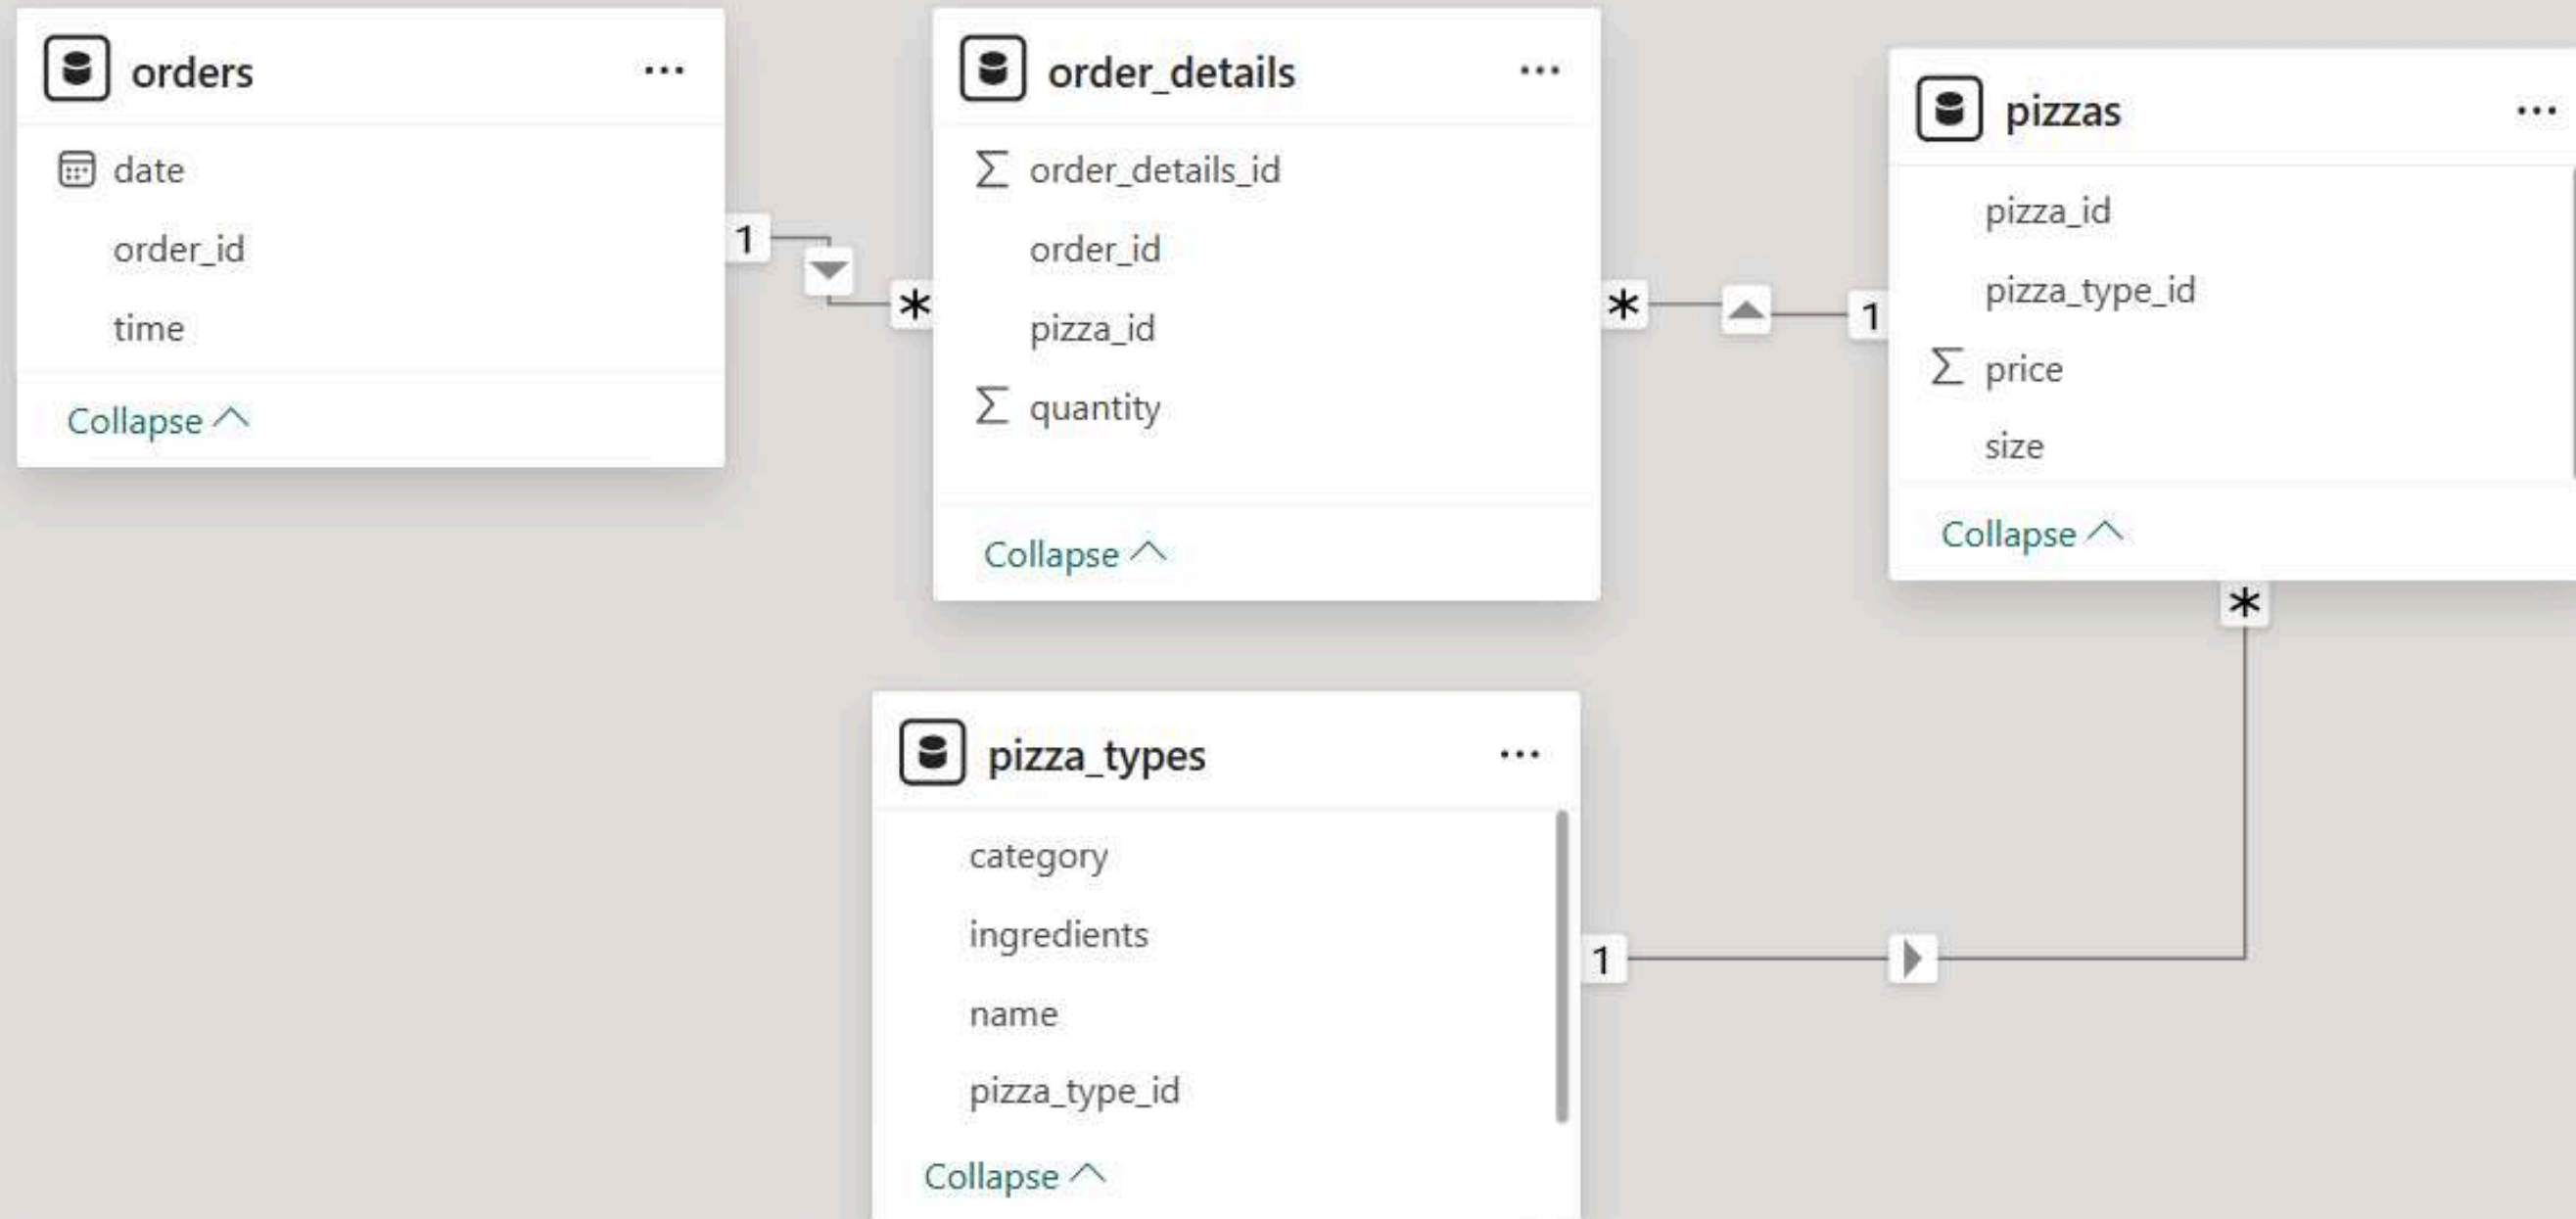 orders
date
order_id
time
Collapse
1
*
order_details
order_details_id
order_id
pizza_id
quantity
Collapse
*
1
pizzas
pizza_id
pizza_type_id
price
size
Collapse
*
pizza_types
category
ingredients
name
pizza_type_id
Collapse
1